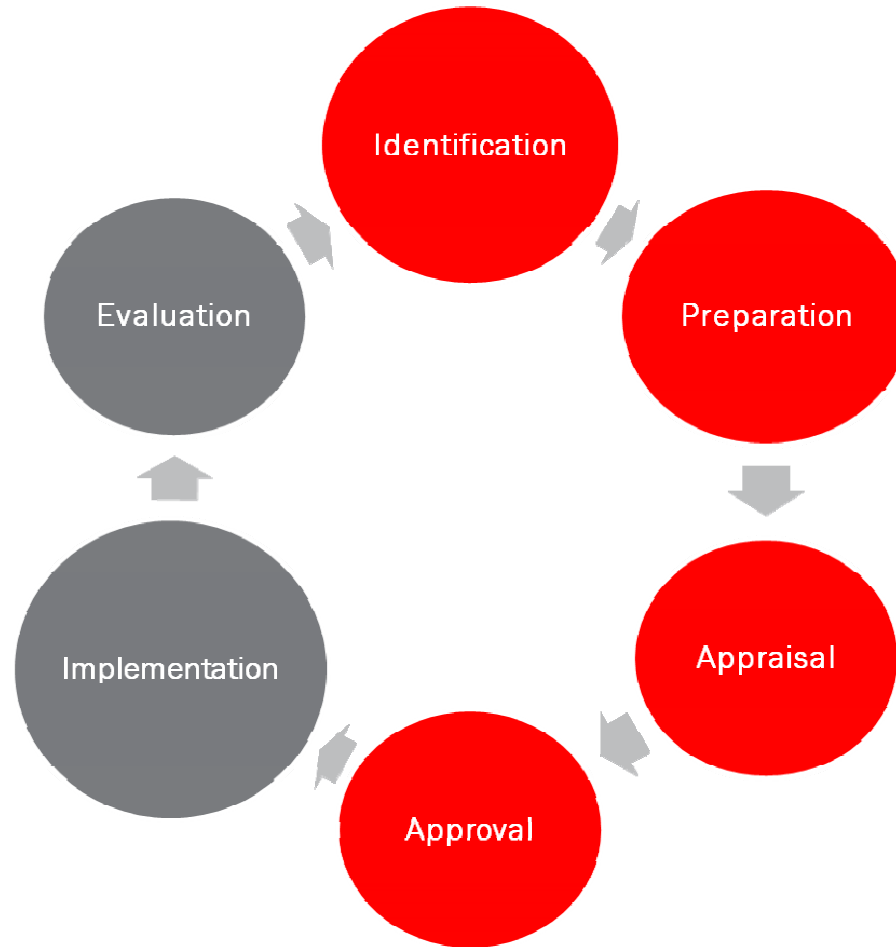 Identification
Preparation
Appraisal
Approval
Implementation
Evaluation